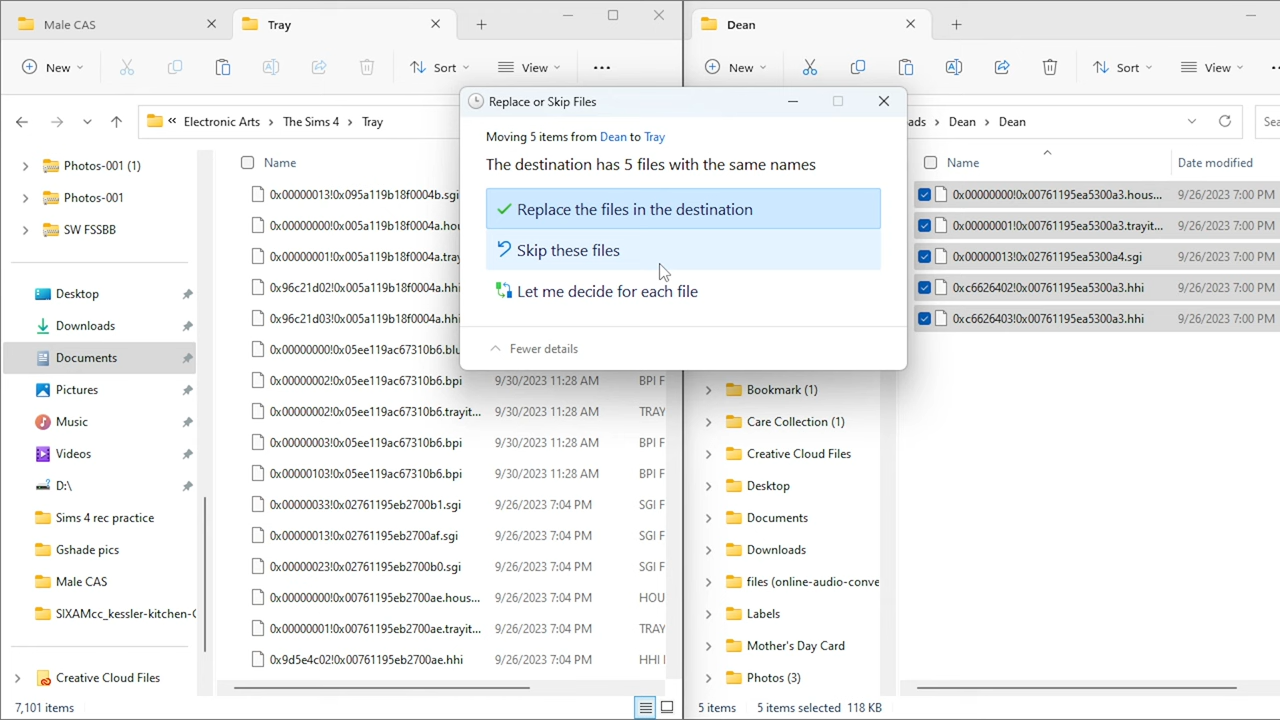 Male CAS
Tray
New
Sort
View
Electronic Arts > The Sims 4 > Tray
Photos-001 (1)
Photos-001
SW FSSBB
Desktop
Downloads
Documents
Pictures
Music
Videos
D:\
Sims 4 rec practice
Gshade pics
Male CAS
SIXAMcc_kessler-kitchen-
Creative Cloud Files
Name
0x00000013!0x095a119b18f0004b.sgi
0x00000000!0x005a119b18f0004a.hou
0x00000001!0x005a119b18f0004a.tray
0x96c21d02!0x005a119b18f0004a.hhi
0x96c21d03!0x005a119b18f0004a.hhi
0x00000000!0x05ee119ac67310b6.blu
0x00000002!0x05ee119ac67310b6.bpi 9/30/2023 11:28 AM BPI F
0x00000002!0x05ee119ac67310b6.trayit... 9/30/2023 11:28 AM TRAY
0x00000003!0x05ee119ac67310b6.bpi 9/30/2023 11:28 AM BPI F
0x00000103!0x05ee119ac67310b6.bpi 9/30/2023 11:28 AM BPI F
0x00000033!0x02761195eb2700b1.sgi 9/26/2023 7:04 PM SGI F
0x00000013!0x02761195eb2700af.sgi 9/26/2023 7:04 PM SGI F
0x00000023!0x02761195eb2700b0.sgi 9/26/2023 7:04 PM SGI F
0x00000000!0x00761195eb2700ae.hous... 9/26/2023 7:04 PM HOU
0x00000001!0x00761195eb2700ae.trayit... 9/26/2023 7:04 PM TRAY
0x9d5e4c02!0x00761195eb2700ae.hhi 9/26/2023 7:04 PM HHI
7,101 items
Replace or Skip Files
Moving 5 items from Dean to Tray
The destination has 5 files with the same names
Replace the files in the destination
Skip these files
Let me decide for each file
Fewer details
Dean
New
Sort
View
ads > Dean > Dean
Sea
Name Date modified
0x00000000!0x00761195ea5300a3.hous... 9/26/2023 7:00 PM
0x00000001!0x00761195ea5300a3.trayit... 9/26/2023 7:00 PM
0x00000013!0x02761195ea5300a4.sgi 9/26/2023 7:00 PM
0xc6626402!0x00761195ea5300a3.hhi 9/26/2023 7:00 PM
0xc6626403!0x00761195ea5300a3.hhi 9/26/2023 7:00 PM
Bookmark (1)
Care Collection (1)
Creative Cloud Files
Desktop
Documents
Downloads
files (online-audio-conve
Labels
Mother's Day Card
Photos (3)
5 items 5 items selected 118 KB